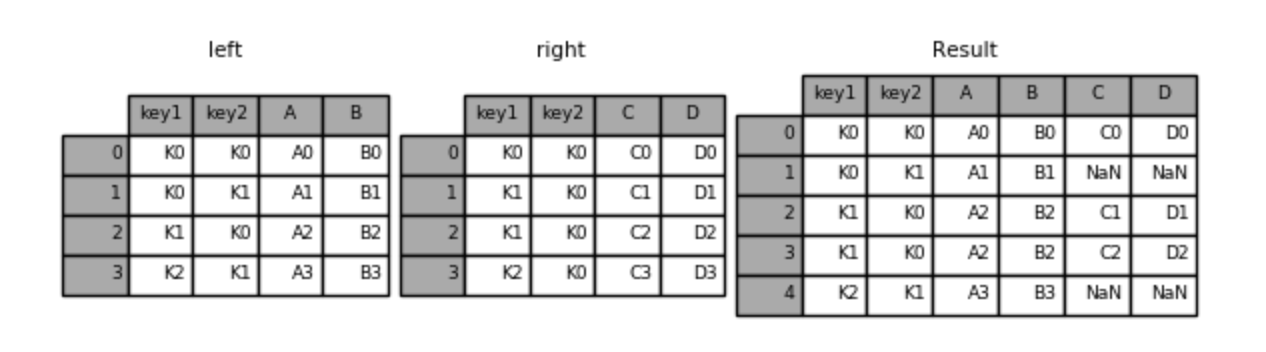 left
key1 key2 A B
0 K0 K0 A0 B0
1 K0 K1 A1 B1
2 K1 K0 A2 B2
3 K2 K1 A3 B3
right
key1 key2 C D
0 K0 K0 C0 D0
1 K1 K0 C1 D1
2 K1 K0 C2 D2
3 K2 K0 C3 D3
Result
key1 key2 A B C D
0 K0 K0 A0 B0 C0 D0
1 K0 K1 A1 B1 NaN NaN
2 K1 K0 A2 B2 C1 D1
3 K1 K0 A2 B2 C2 D2
4 K2 K1 A3 B3 NaN NaN